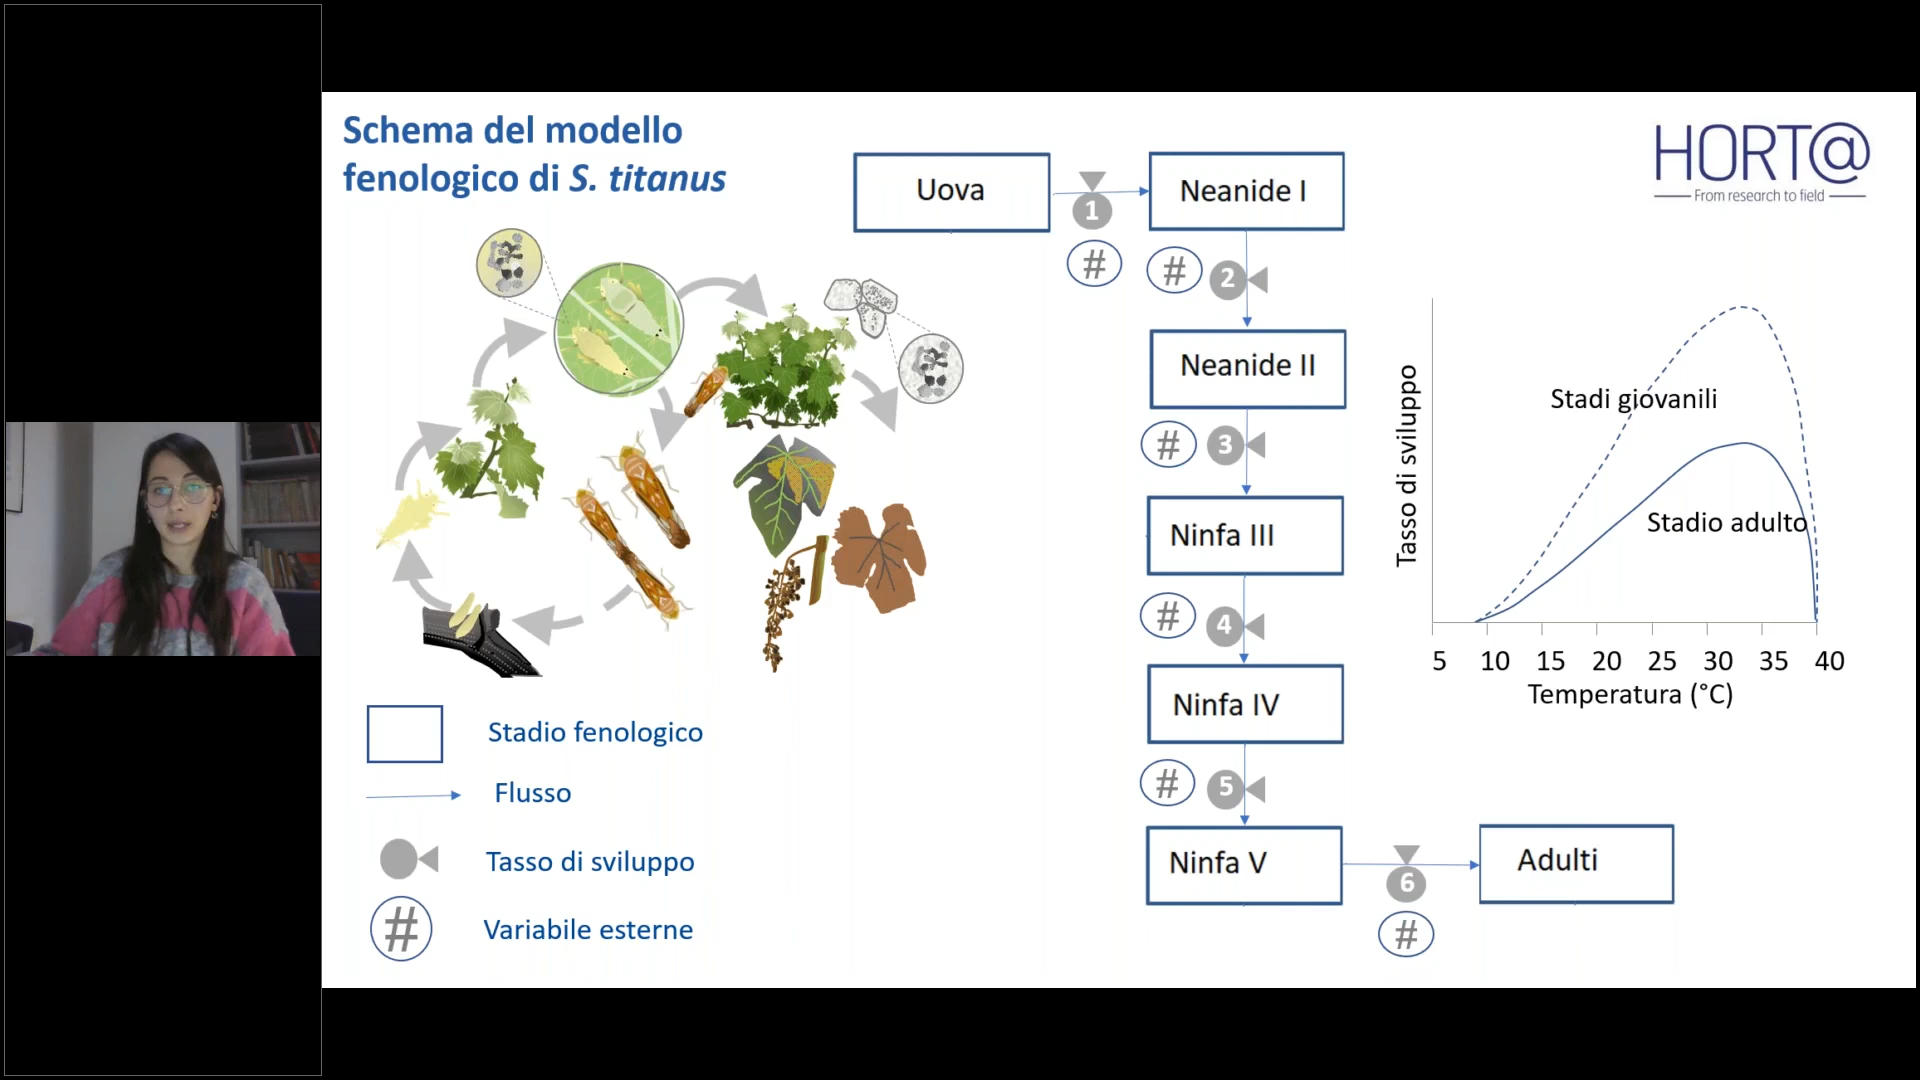 Schema del modello
fenologico di S. titanus
HORT@
From research to field
Uova
1
#
Neanide I
#
2
Neanide II
#
3
Ninfa III
#
4
Ninfa IV
#
5
Ninfa V
6
#
Adulti
Tasso di sviluppo
Stadi giovanili
Stadio adulto
5 10 15 20 25 30 35 40
Temperatura (°C)
Stadio fenologico
Flusso
Tasso di sviluppo
# Variabile esterne